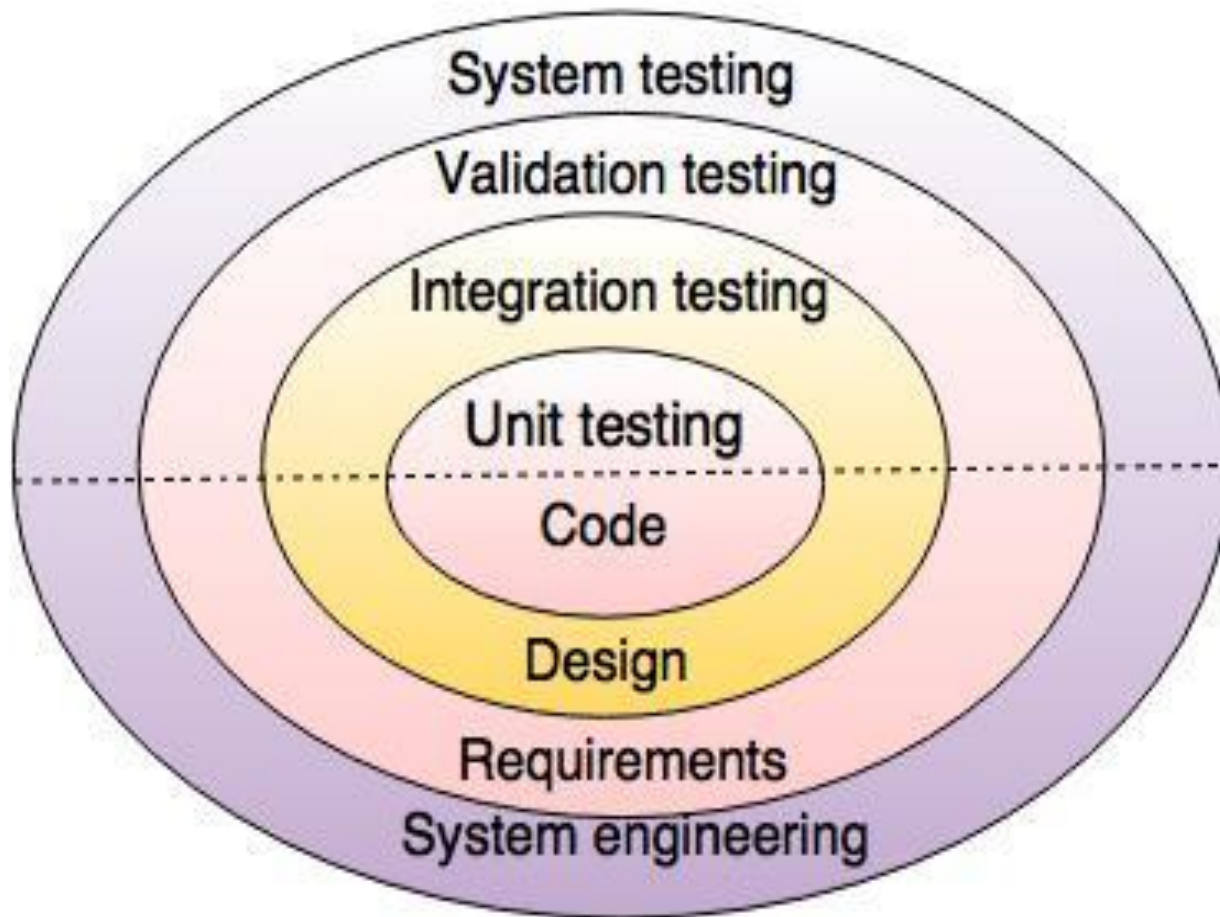 System testing
Validation testing
Integration testing
Unit testing
Code
Design
Requirements
System engineering